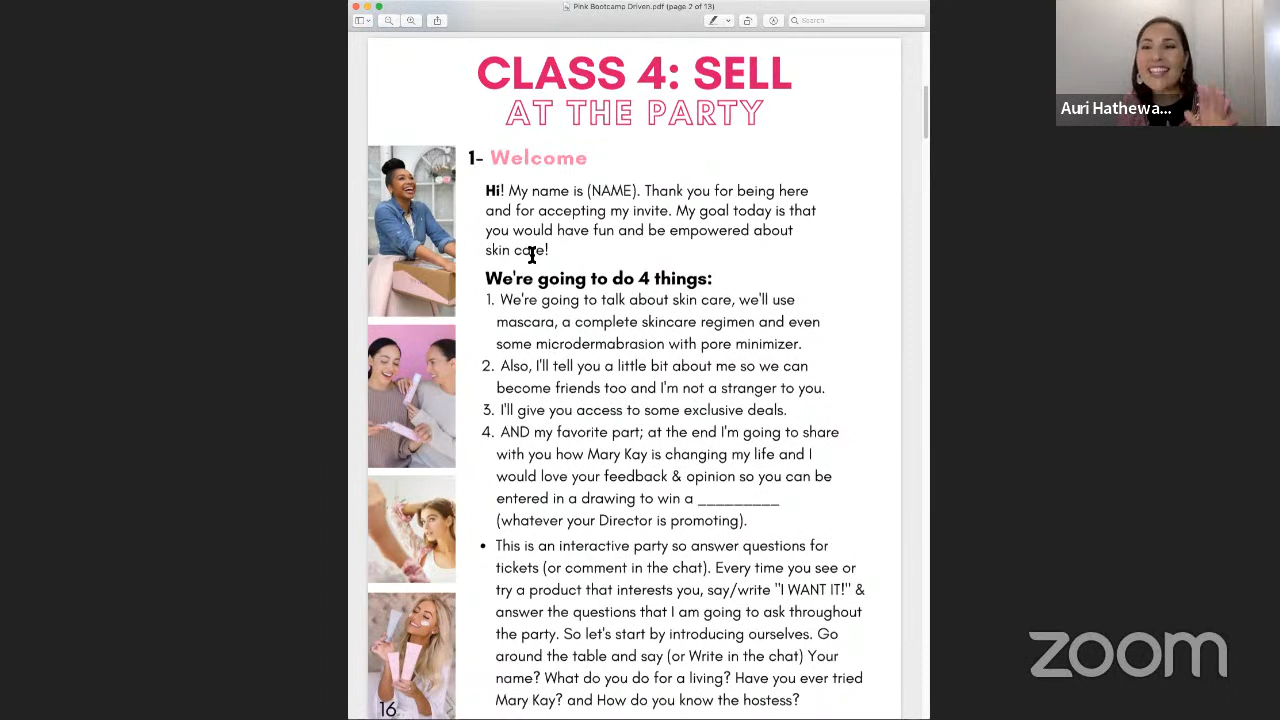 Pink Bootcamp Driven.pdf (page 2 of 13)
Search
CLASS 4: SELL
AT THE PARTY
Auri Hathewa...
1- Welcome
Hi! My name is (NAME). Thank you for being here
and for accepting my invite. My goal today is that
you would have fun and be empowered about
skin care!
We're going to do 4 things:
1. We're going to talk about skin care, we'll use
mascara, a complete skincare regimen and even
some microdermabrasion with pore minimizer.
2. Also, I'll tell you a little bit about me so we can
become friends too and I'm not a stranger to you.
3. I'll give you access to some exclusive deals.
4. AND my favorite part; at the end I'm going to share
with you how Mary Kay is changing my life and I
would love your feedback & opinion so you can be
entered in a drawing to win a _________
(whatever your Director is promoting).
• This is an interactive party so answer questions for
tickets (or comment in the chat). Every time you see or
try a product that interests you, say/write "I WANT IT!" &
answer the questions that I am going to ask throughout
the party. So let's start by introducing ourselves. Go
around the table and say (or Write in the chat) Your
name? What do you do for a living? Have you ever tried
Mary Kay? and How do you know the hostess?
16
zoom